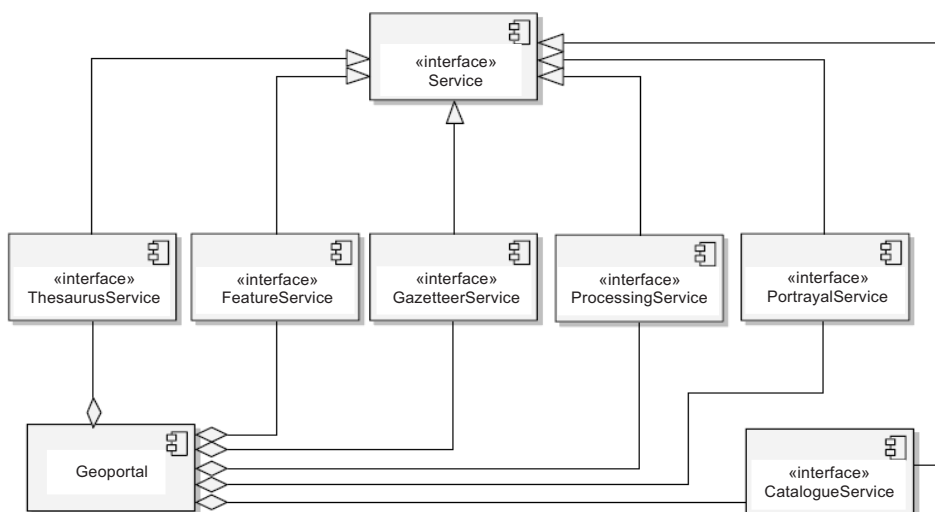 «interface»
Service
«interface»
ThesaurusService
«interface»
FeatureService
«interface»
GazetteerService
«interface»
ProcessingService
«interface»
PortrayalService
Geoportal
«interface»
CatalogueService